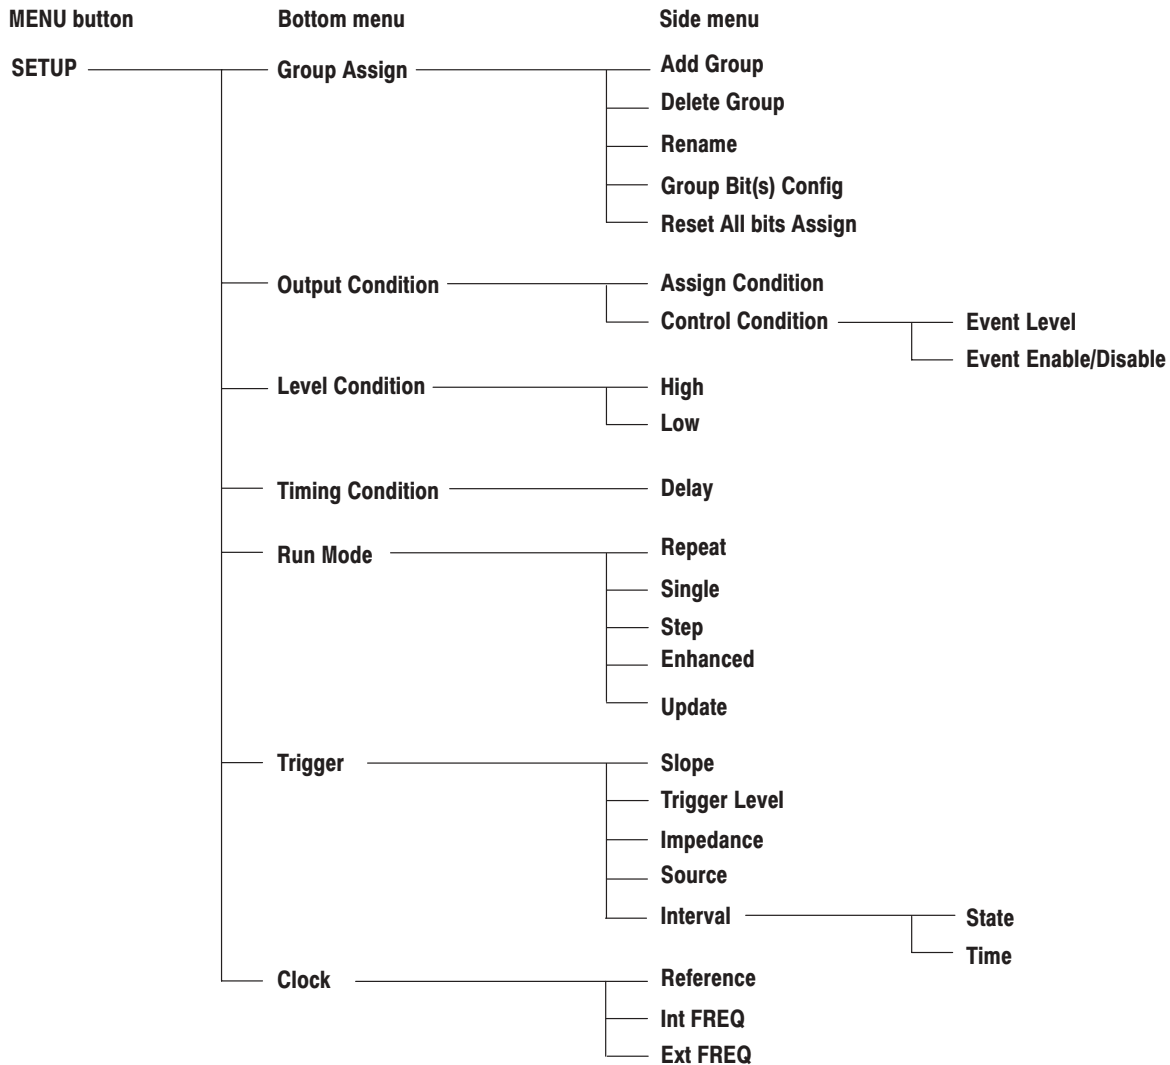 MENU button Bottom menu Side menu
SETUP Group Assign Add Group
Delete Group
Rename
Group Bit(s) Config
Reset All bits Assign
Output Condition Assign Condition
Control Condition Event Level
Event Enable/Disable
Level Condition High
Low
Timing Condition Delay
Run Mode Repeat
Single
Step
Enhanced
Update
Trigger Slope
Trigger Level
Impedance
Source
Interval State
Time
Clock Reference
Int FREQ
Ext FREQ